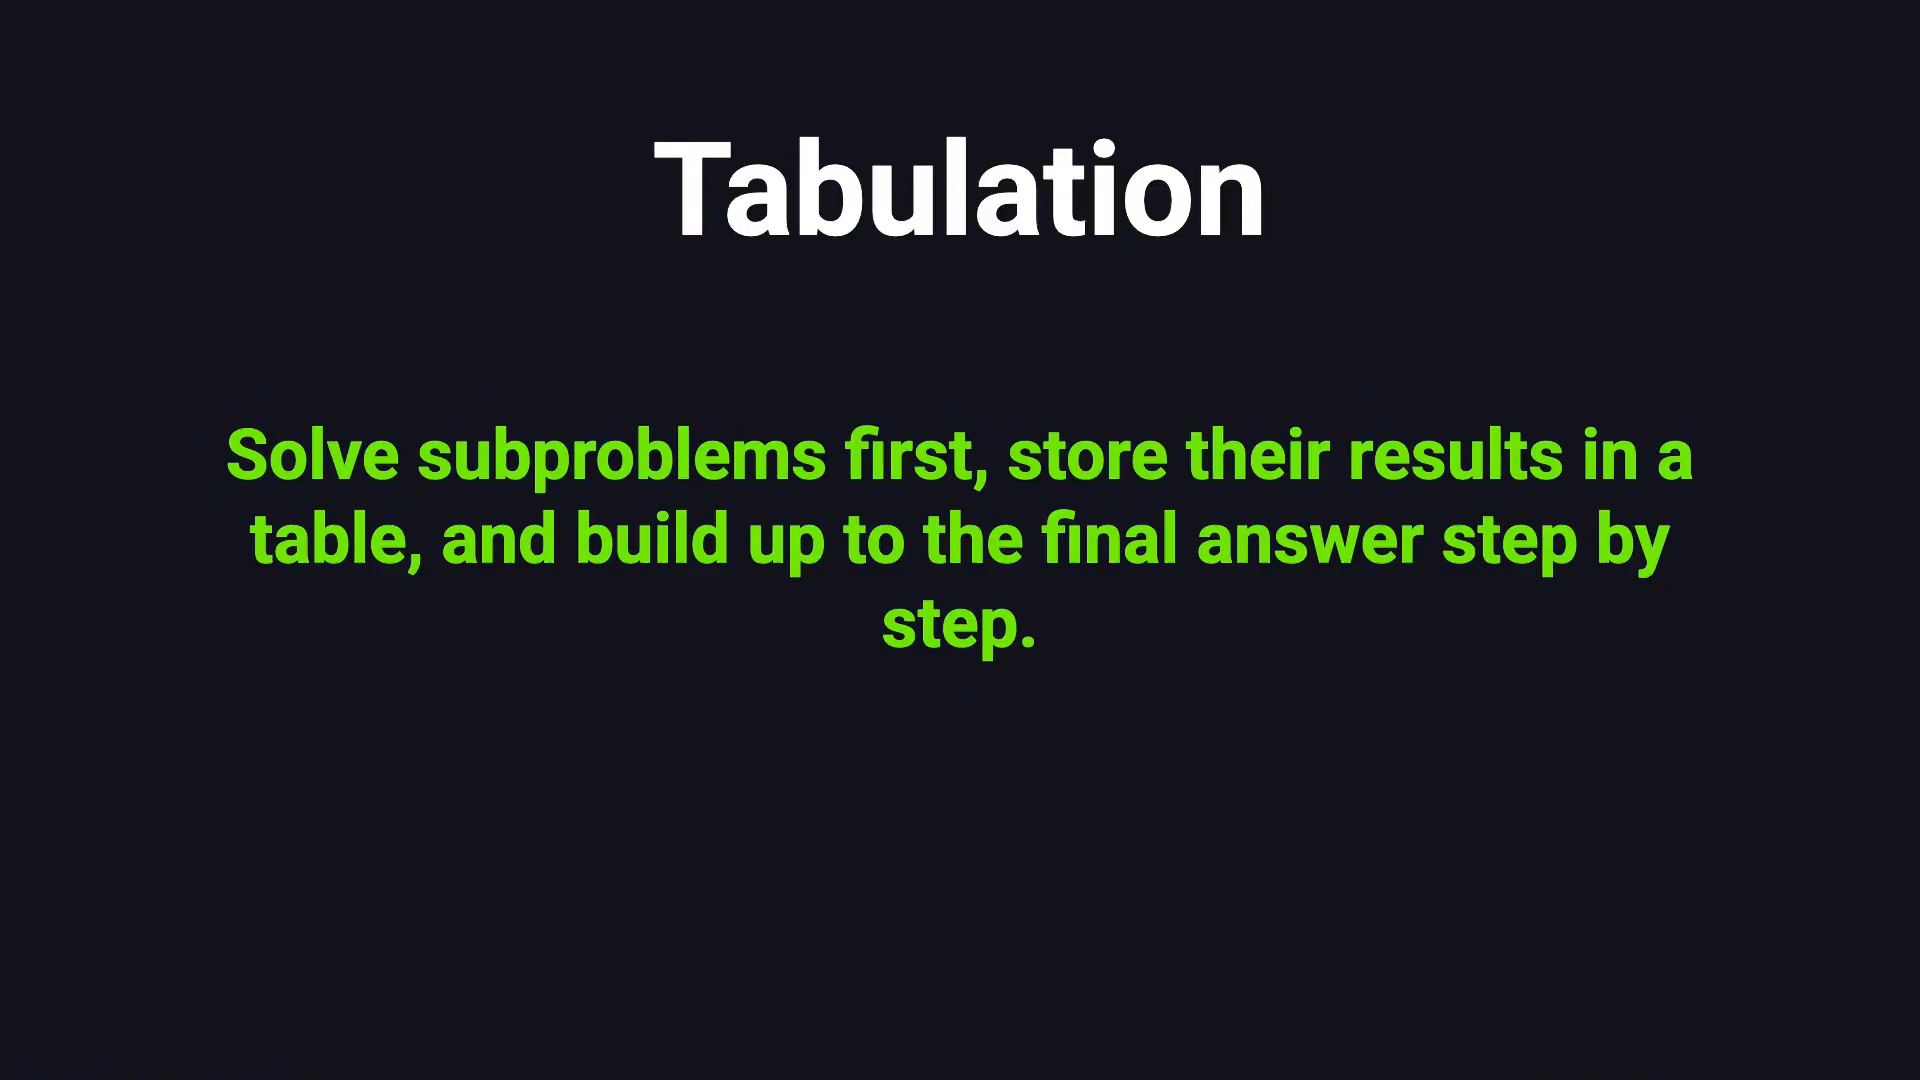 Tabulation
Solve subproblems first, store their results in a
table, and build up to the final answer step by
step.